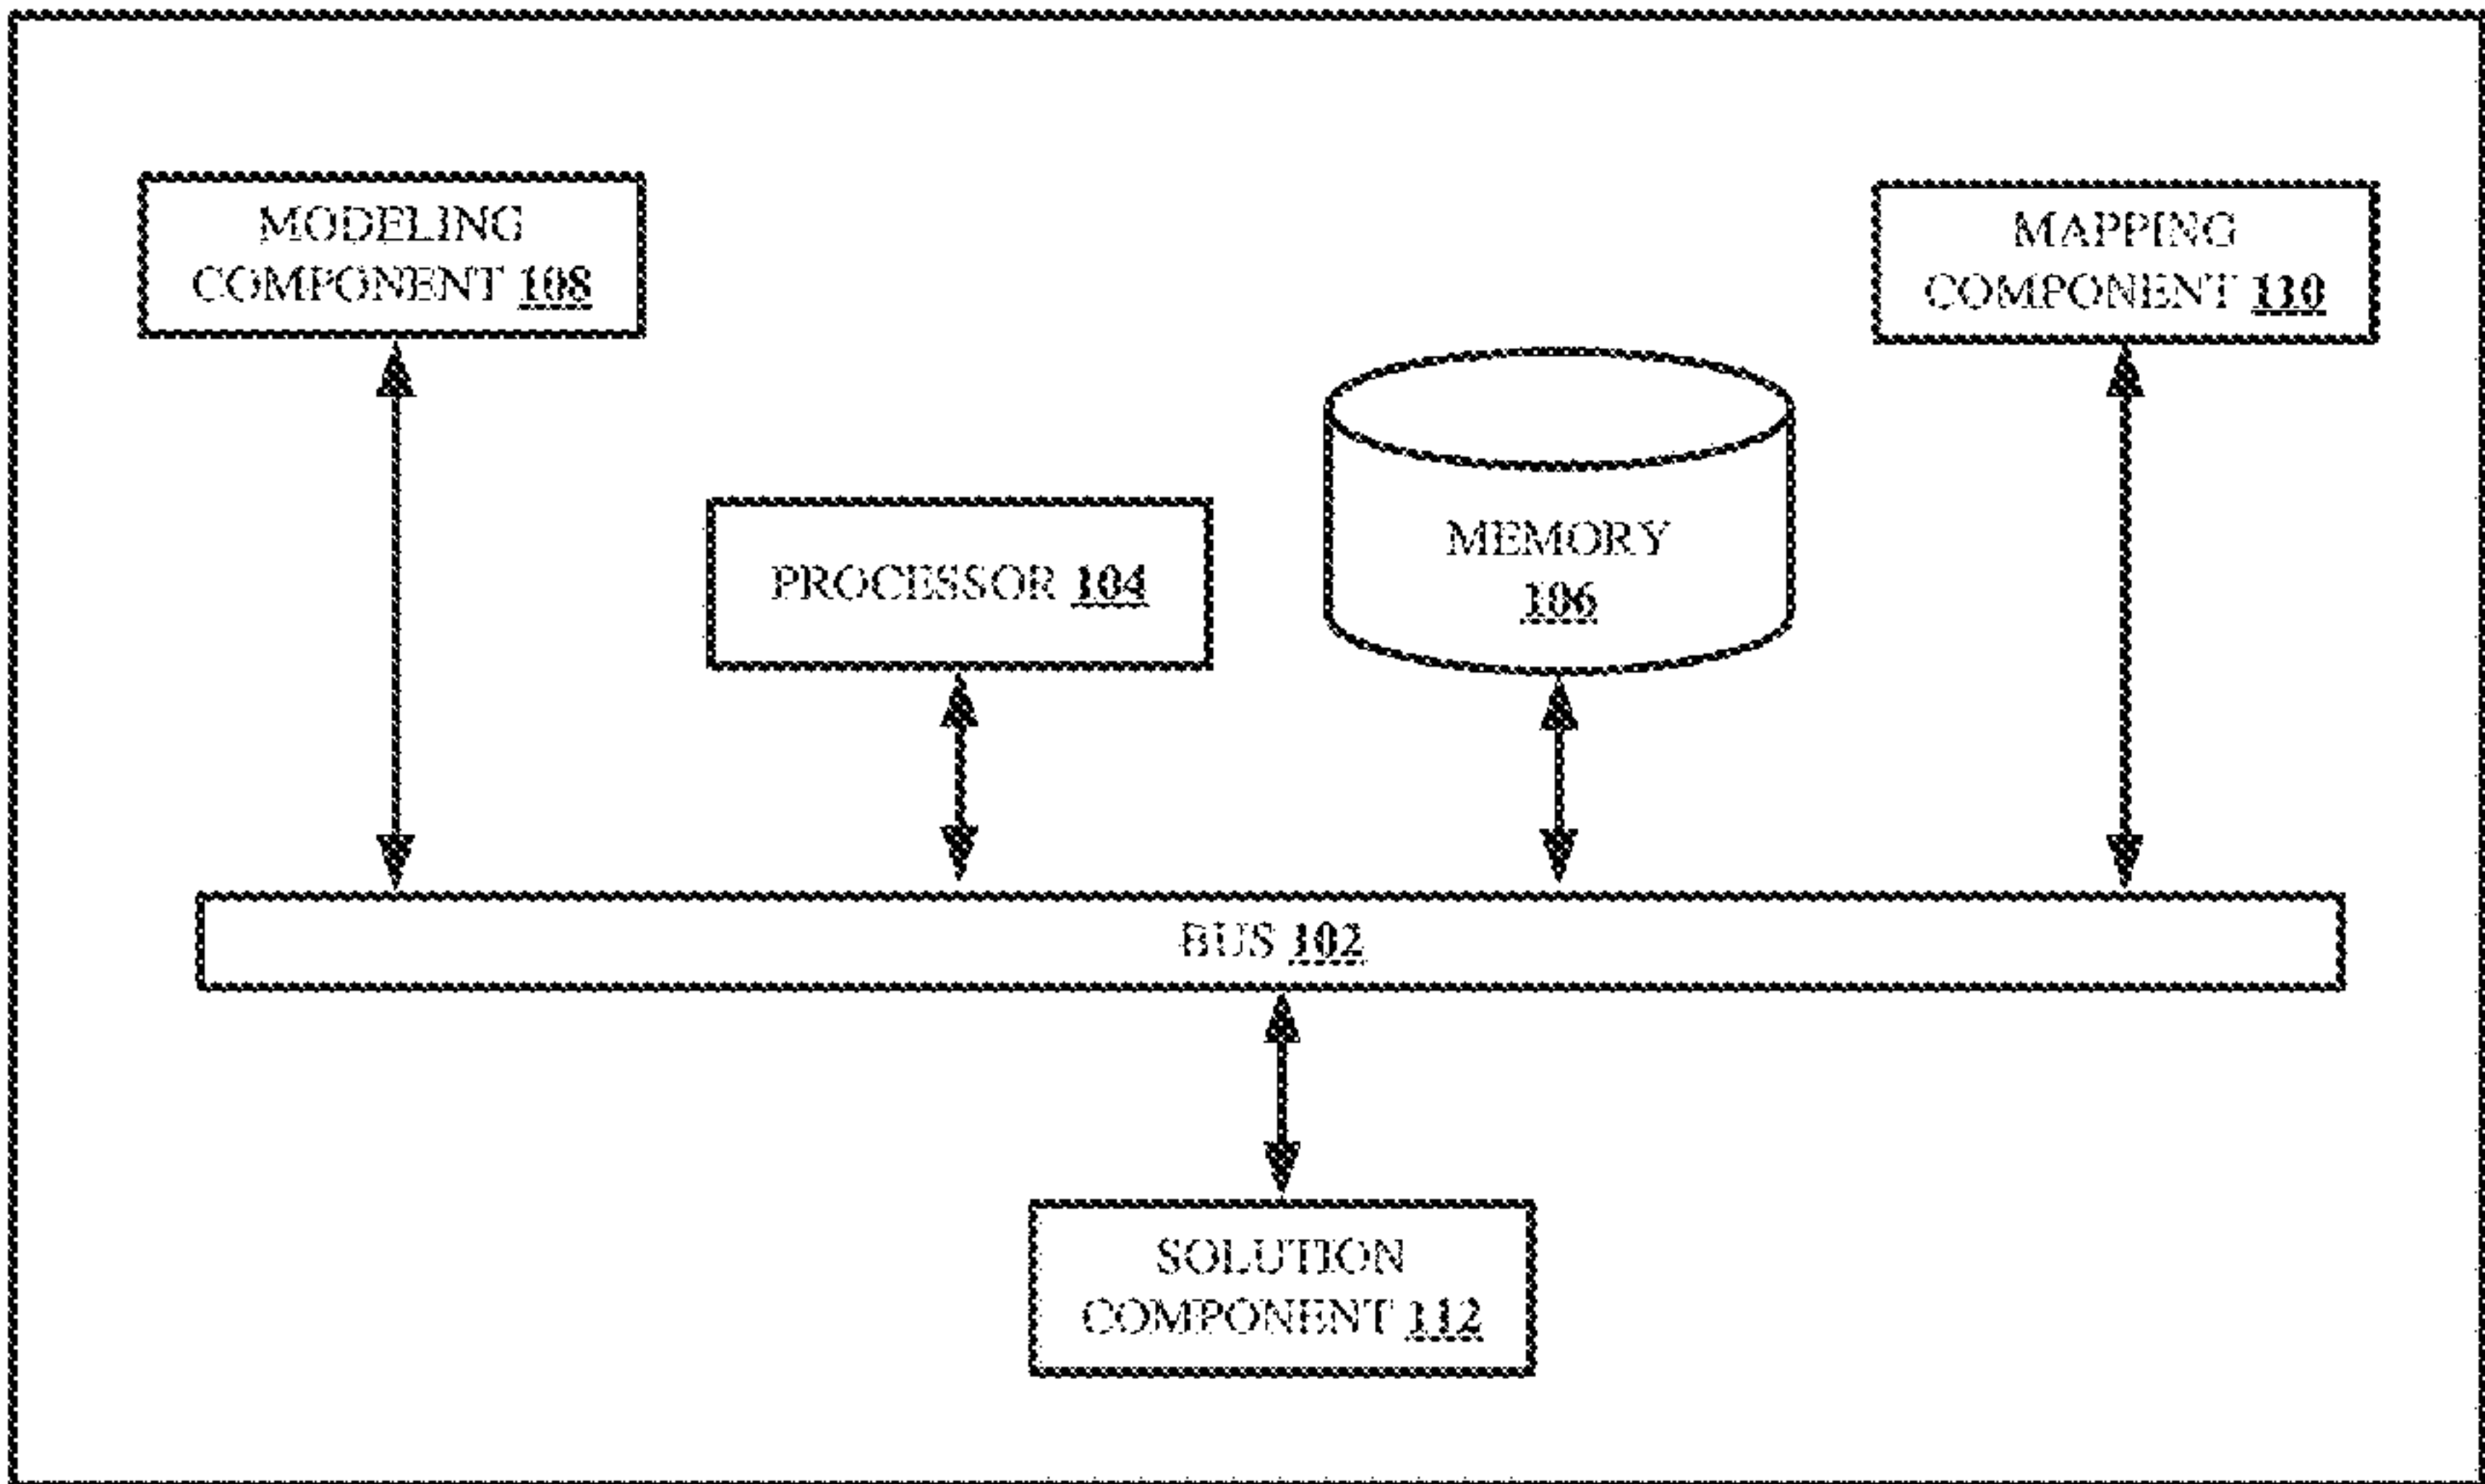 MODELING
COMPONENT 108
MAPPING
COMPONENT 110
PROCESSOR 104
MEMORY
106
BUS 102
SOLUTION
COMPONENT 112